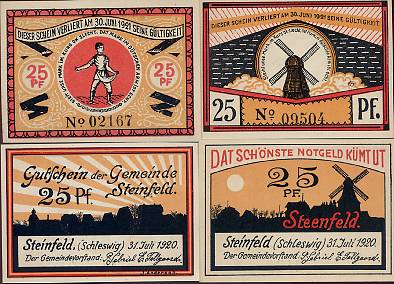 DIESER SCHEIN VERLIERT AM 30. JUNI 1921 SEINE GÜLTIGKEIT
25
PF
25
PF
No 02167
DIESER SCHEIN VERLIERT AM 30. JUNI 1921 SEINE GÜLTIGKEIT
25
Pf.
No 09504
Gutschein der Gemeinde
25 Pf. Steinfeld.
Steinfeld, (Schleswig) 31. Juli 1920.
Der Gemeindevorstand:
DAT SCHÖNSTE NOTGELD KÜMT UT
25
PF.
Steenfeld.
Steinfeld (Schleswig) 31. Juli 1920.
Der Gemeindevorstand: